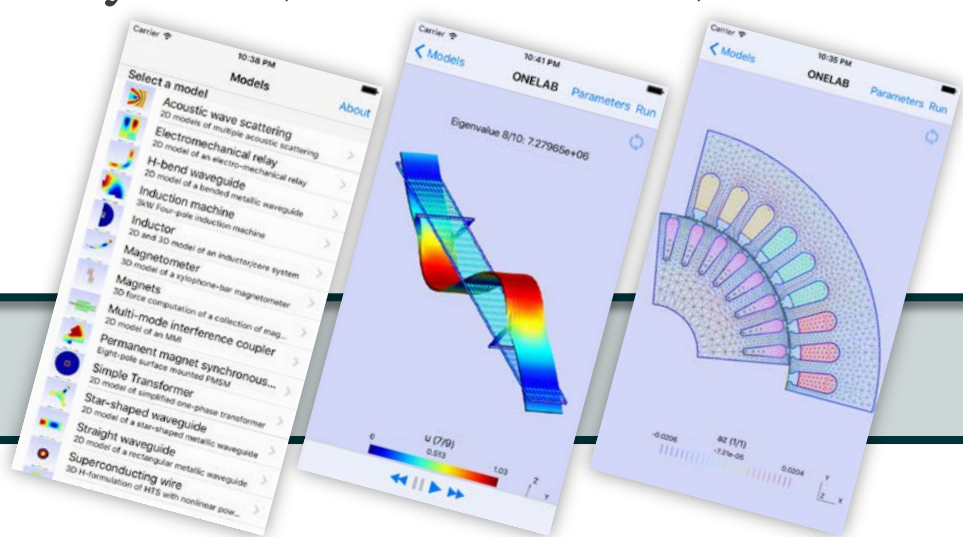 Carrier
10:38 PM
Models
About
Select a model
Acoustic wave scattering
2D models of multiple acoustic scattering
Electromechanical relay
2D model of an electro-mechanical relay
H-bend waveguide
2D model of a bended metallic waveguide
Induction machine
3kW Four-pole induction machine
Inductor
2D and 3D model of an inductor/core system
Magnetometer
3D model of a xylophone-bar magnetometer
Magnets
3D force computation of a collection of mag...
Multi-mode interference coupler
2D model of an MMI
Permanent magnet synchronous...
Eight-pole surface mounted PMSM
Simple Transformer
2D model of simplified one-phase transformer
Star-shaped waveguide
2D model of a star-shaped metallic waveguide
Straight waveguide
2D model of a rectangular metallic waveguide
Superconducting wire
3D H-formulation of HTS with nonlinear pow...
Carrier
10:41 PM
Models
ONELAB
Parameters Run
Eigenvalue 8/10: 7.27965e+06
u (7/9)
0
0.513
1.03
Z
Y
Carrier
10:35 PM
Models
ONELAB
Parameters Run
az (1/1)
-0.0206
-7.31e-05
0.0204
Y
Z X